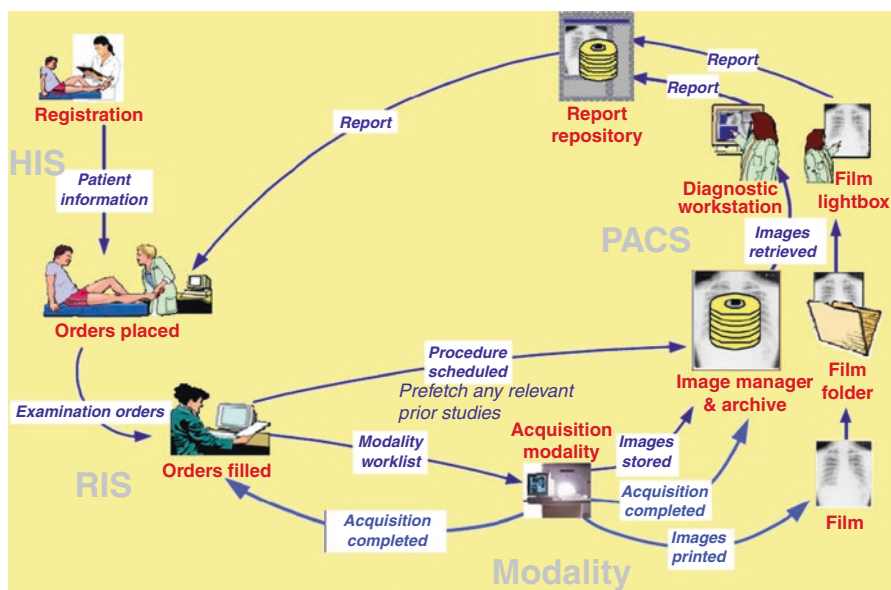 Registration
HIS
Patient
information
Orders placed
Examination orders
Orders filled
RIS
Report
Report
repository
Report
Report
Diagnostic
workstation
Film
lightbox
PACS
Images
retrieved
Procedure
scheduled
Prefetch any relevant
prior studies
Image manager
& archive
Film
folder
Modality
worklist
Acquisition
modality
Images
stored
Acquisition
completed
Acquisition
completed
Images
printed
Film
Modality